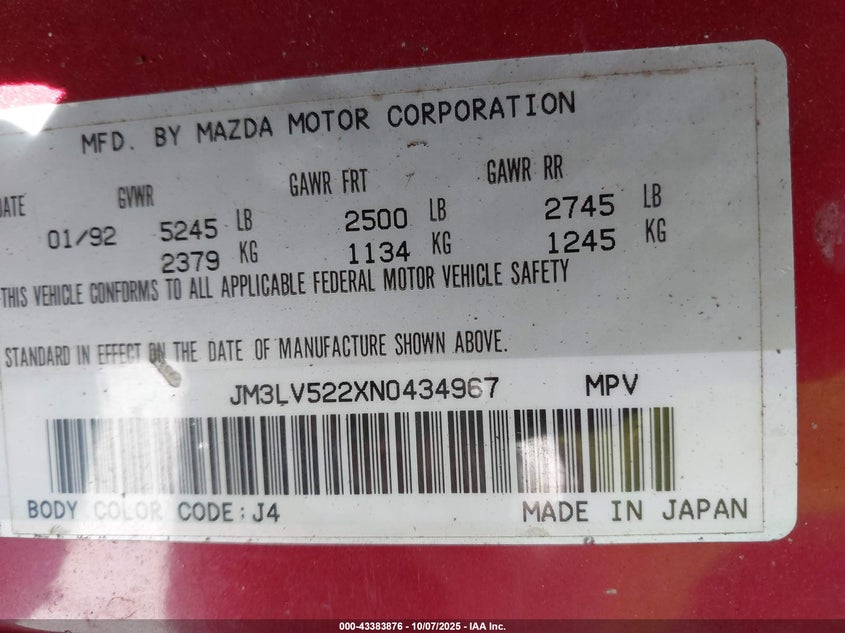 MFD. BY MAZDA MOTOR CORPORATION
DATE GVWR GAWR FRT GAWR RR
01/92 5245 LB 2500 LB 2745 LB
2379 KG 1134 KG 1245 KG
THIS VEHICLE CONFORMS TO ALL APPLICABLE FEDERAL MOTOR VEHICLE SAFETY
STANDARD IN EFFECT ON THE DATE OF MANUFACTURE SHOWN ABOVE.
JM3LV522XN0434967 MPV
BODY COLOR CODE:J4 MADE IN JAPAN
000-43383876 - 10/07/2025 - IAA Inc.